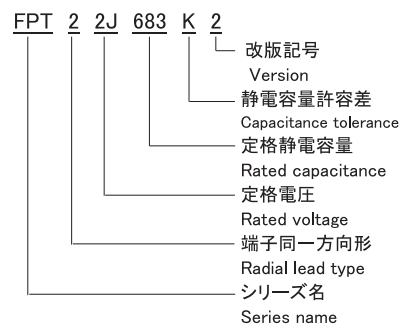 FPT 2 2J 683 K 2
改版記号
Version
静電容量許容差
Capacitance tolerance
定格静電容量
Rated capacitance
定格電圧
Rated voltage
端子同一方向形
Radial lead type
シリーズ名
Series name